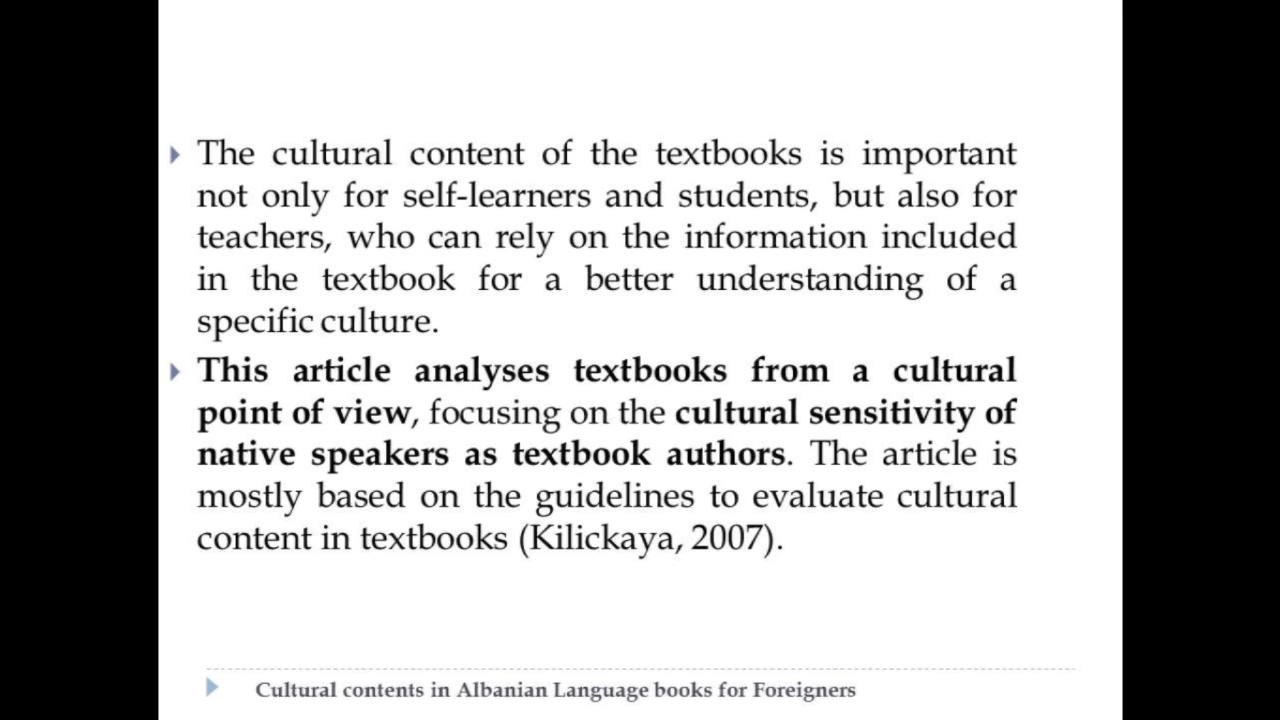 The cultural content of the textbooks is important
not only for self-learners and students, but also for
teachers, who can rely on the information included
in the textbook for a better understanding of a
specific culture.
This article analyses textbooks from a cultural
point of view, focusing on the cultural sensitivity of
native speakers as textbook authors. The article is
mostly based on the guidelines to evaluate cultural
content in textbooks (Kilickaya, 2007).
Cultural contents in Albanian Language books for Foreigners